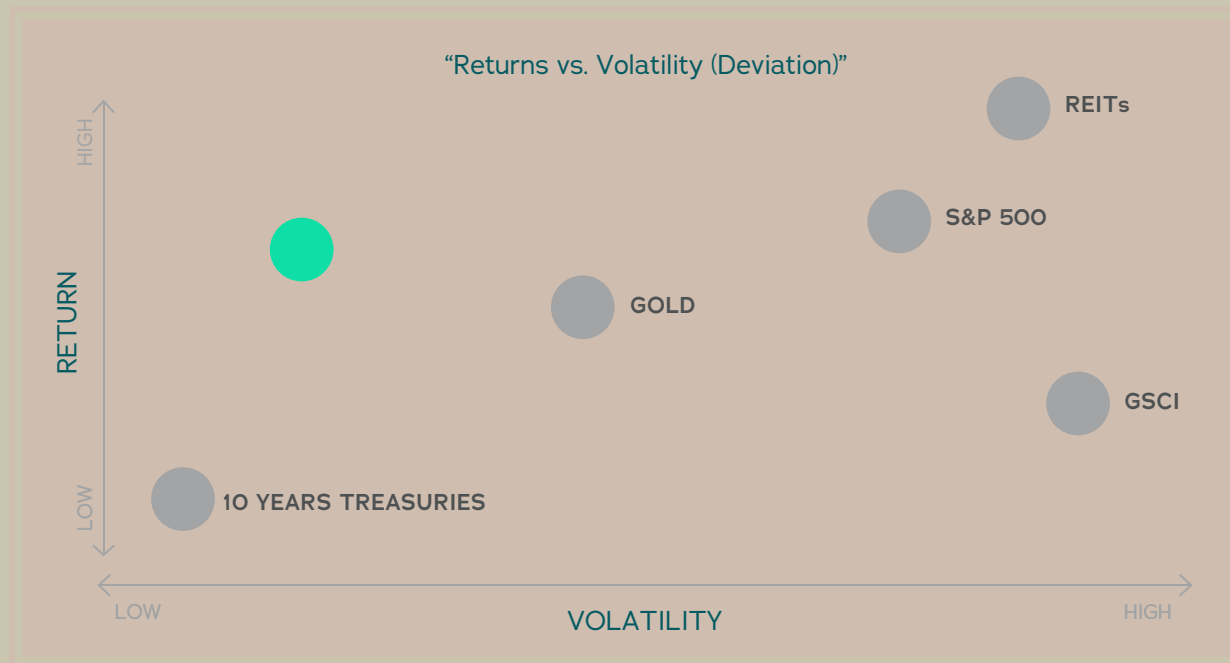 “Returns vs. Volatility (Deviation)”
REITs
HIGH
S&P 500
RETURN
GOLD
GSCI
LOW
10 YEARS TREASURIES
LOW
VOLATILITY
HIGH